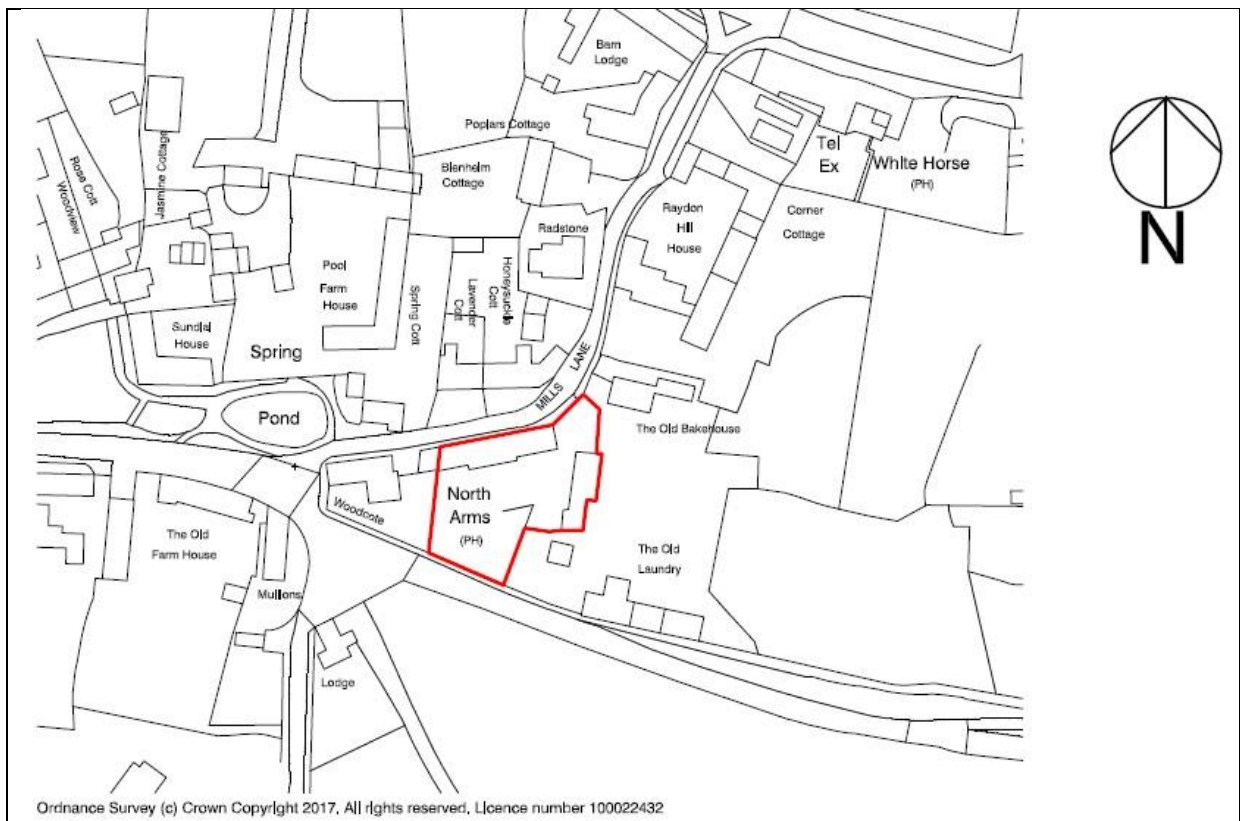 Barn
Lodge
Poplars Cottage
Tel
Ex
White Horse
(PH)
Rose Cott
Woodview
Jasmine Cottage
Blenheim
Cottage
Raydon
Hill
House
Corner
Cottage
Radstone
Pool
Farm
House
Spring Cott
Lavender
Cott
Honeysuckle
Cott
Sundial
House
Spring
MILLS LANE
Pond
The Old Bakehouse
North
Arms
(PH)
Woodcote
The Old
Farm House
The Old
Laundry
Mullions
Lodge
N
Ordnance Survey (c) Crown Copyright 2017. All rights reserved. Licence number 100022432